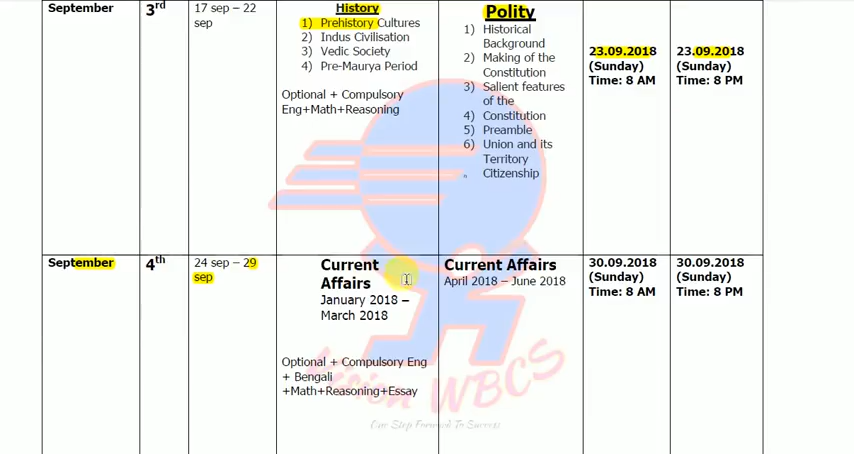 September
3rd
17 sep – 22
sep
History
1) Prehistory Cultures
2) Indus Civilisation
3) Vedic Society
4) Pre-Maurya Period
Optional + Compulsory
Eng+Math+Reasoning
Polity
1) Historical
Background
2) Making of the
Constitution
3) Salient features
of the
4) Constitution
5) Preamble
6) Union and its
Territory
" Citizenship
23.09.2018
(Sunday)
Time: 8 AM
23.09.2018
(Sunday)
Time: 8 PM
September
4th
24 sep – 29
sep
Current
Affairs
January 2018 –
March 2018
Optional + Compulsory Eng
+ Bengali
+Math+Reasoning+Essay
Current Affairs
April 2018 – June 2018
30.09.2018
(Sunday)
Time: 8 AM
30.09.2018
(Sunday)
Time: 8 PM
Vision WBCS
One Step Forward To Success